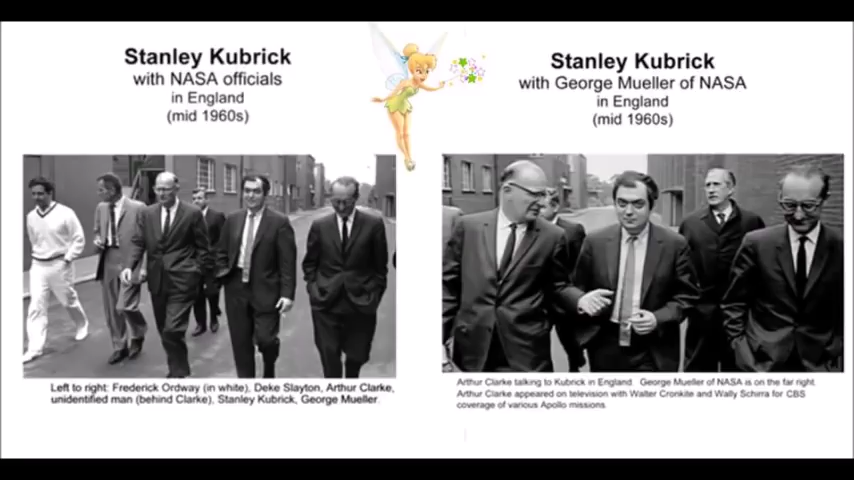 Stanley Kubrick
with NASA officials
in England
(mid 1960s)
Left to right: Frederick Ordway (in white), Deke Slayton, Arthur Clarke,
unidentified man (behind Clarke), Stanley Kubrick, George Mueller.
Stanley Kubrick
with George Mueller of NASA
in England
(mid 1960s)
Arthur Clarke talking to Kubrick in England. George Mueller of NASA is on the far right.
Arthur Clarke appeared on television with Walter Cronkite and Wally Schirra for CBS
coverage of various Apollo missions.